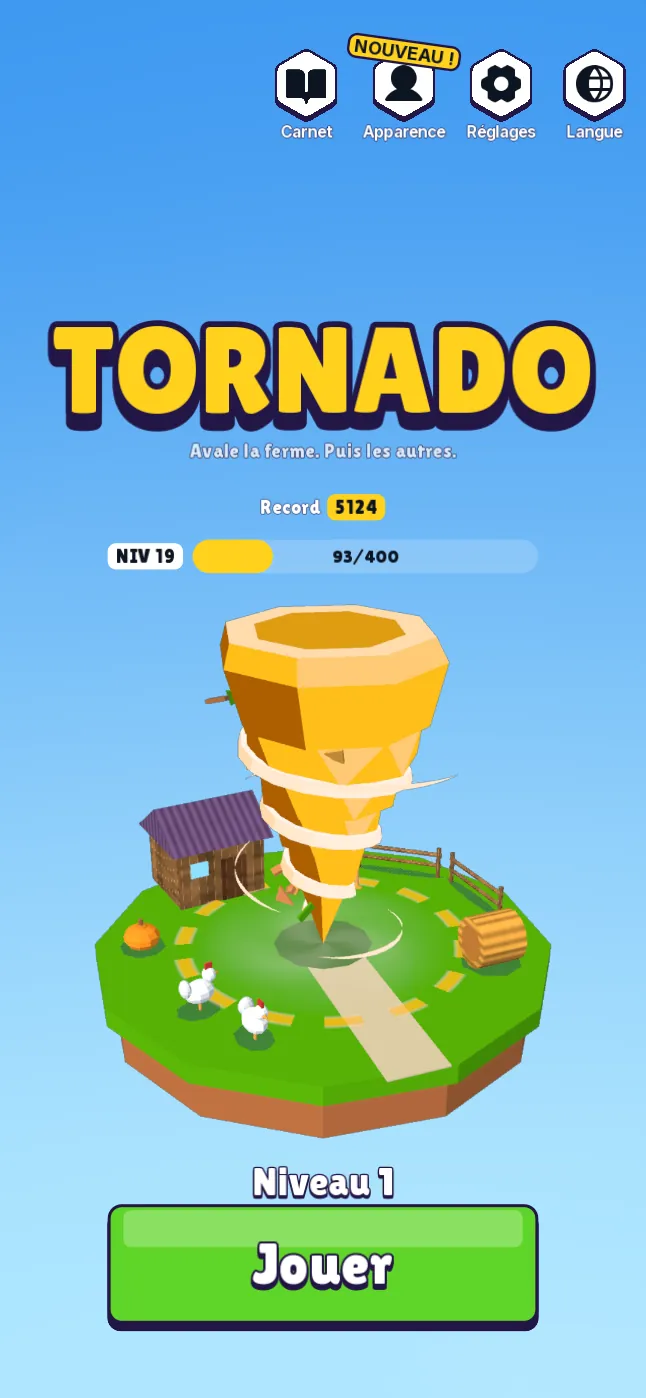 NOUVEAU !
Carnet
Apparence
Réglages
Langue
TORNADO
Avale la ferme. Puis les autres.
Record 5124
NIV 19 93/400
Niveau 1
Jouer